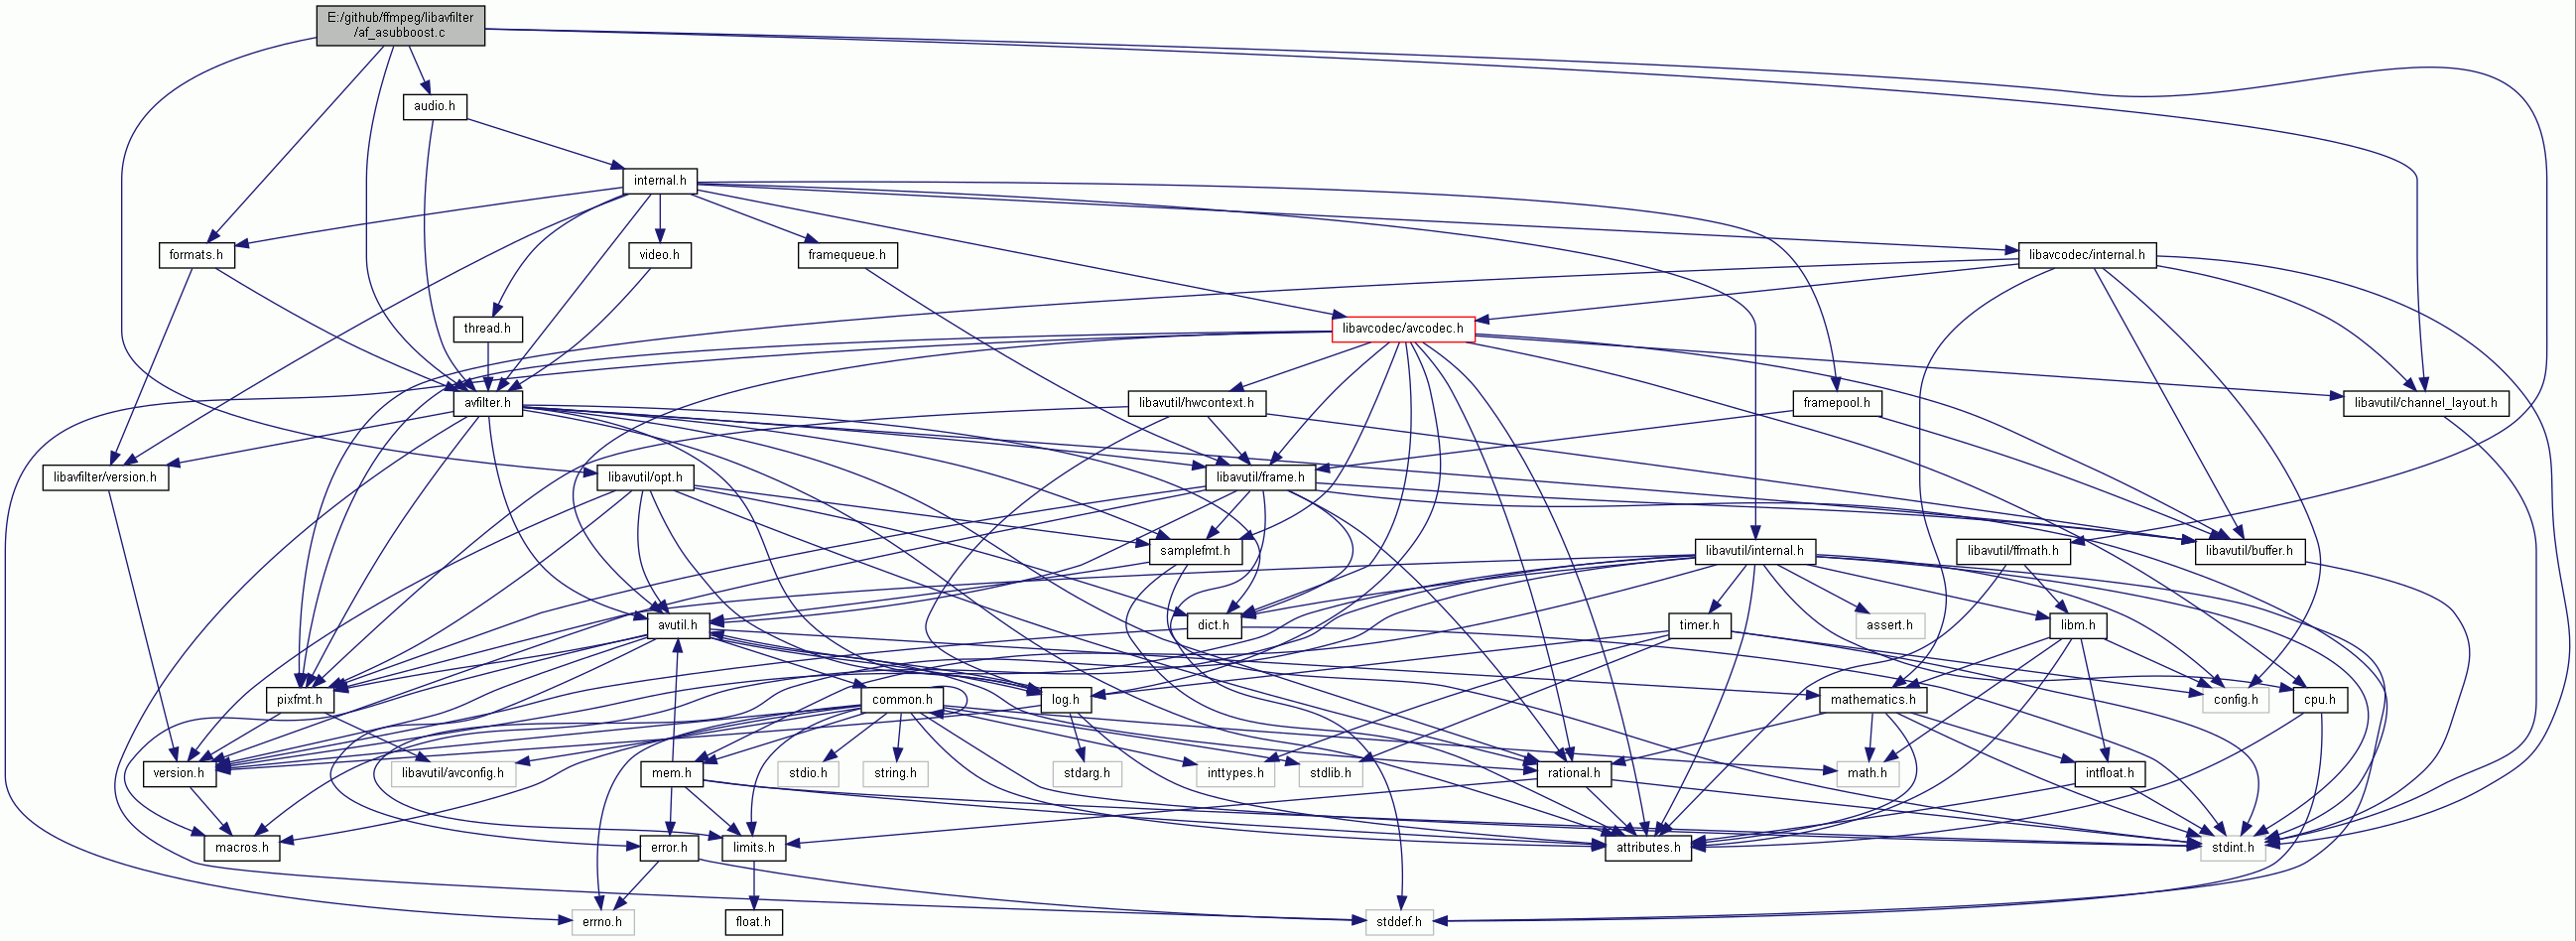 E:/github/ffmpeg/libavfilter
/af_asubboost.c
audio.h
internal.h
formats.h
video.h
framequeue.h
libavcodec/internal.h
thread.h
libavcodec/avcodec.h
avfilter.h
libavutil/hwcontext.h
framepool.h
libavutil/channel_layout.h
libavfilter/version.h
libavutil/opt.h
libavutil/frame.h
samplefmt.h
libavutil/internal.h
libavutil/ffmath.h
libavutil/buffer.h
avutil.h
dict.h
timer.h
assert.h
libm.h
pixfmt.h
common.h
log.h
mathematics.h
config.h
cpu.h
version.h
libavutil/avconfig.h
mem.h
stdio.h
string.h
stdarg.h
inttypes.h
stdlib.h
rational.h
math.h
intfloat.h
macros.h
error.h
limits.h
attributes.h
stdint.h
errno.h
float.h
stddef.h